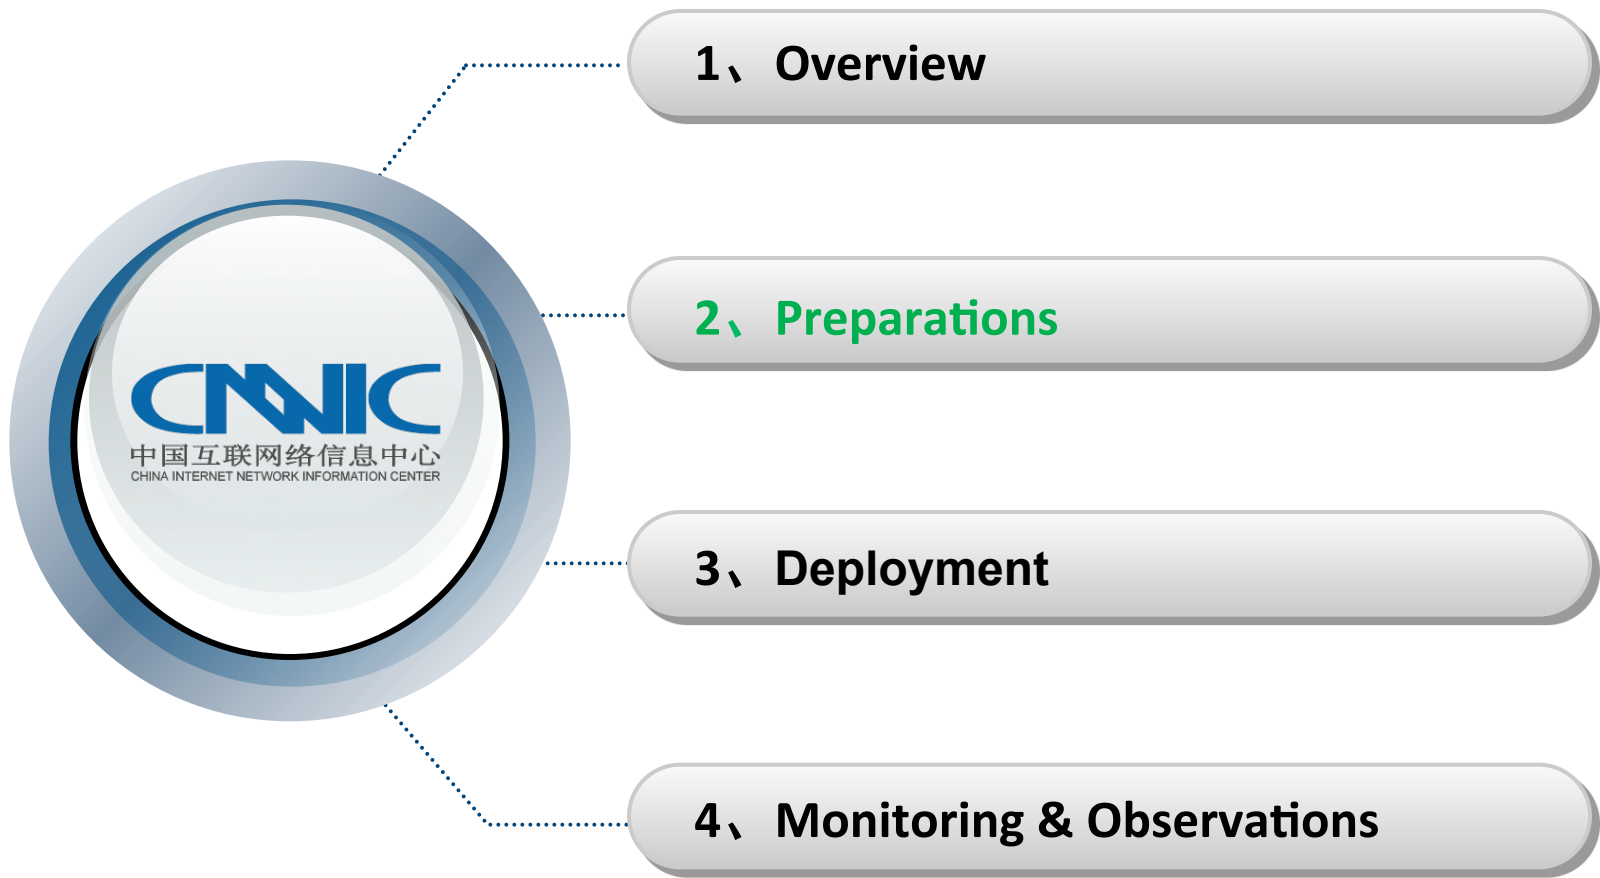 1、Overview
2、Preparations
CNNIC
中国互联网络信息中心
CHINA INTERNET NETWORK INFORMATION CENTER
3、Deployment
4、Monitoring & Observations